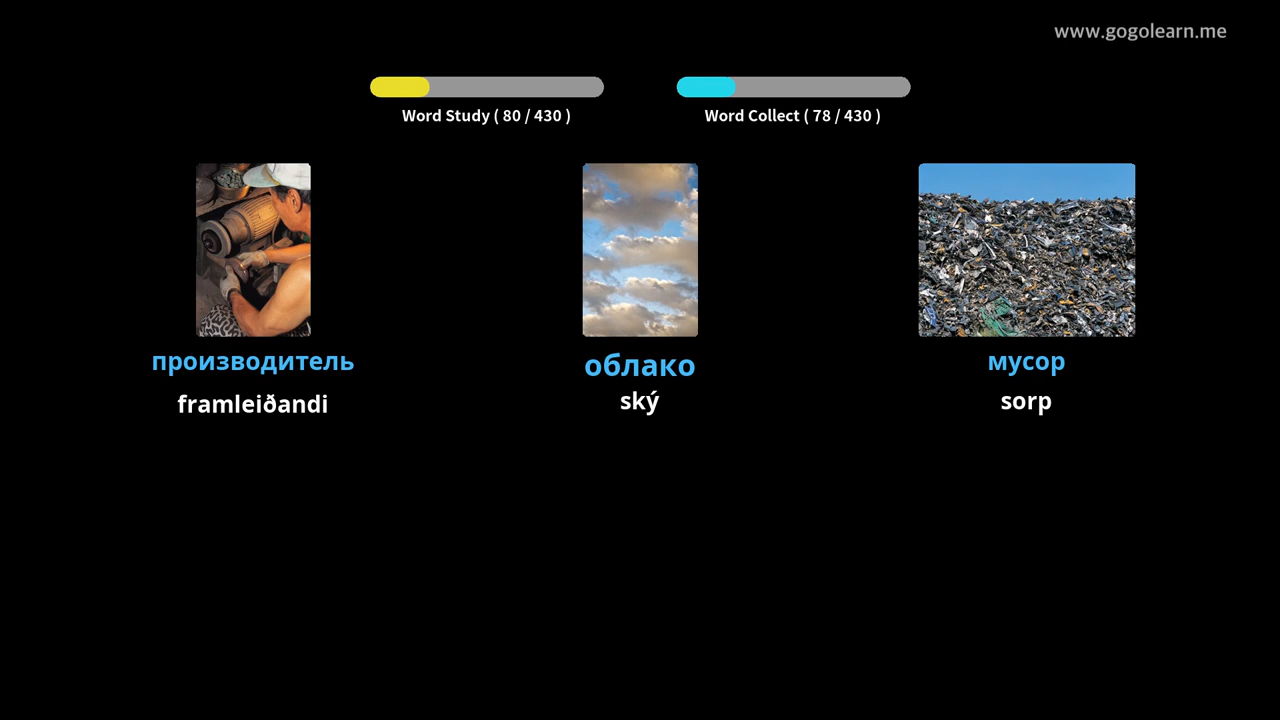 www.gogolearn.me
Word Study ( 80 / 430 )
Word Collect ( 78 / 430 )
производитель
облако
мусор
framleiðandi
ský
sorp